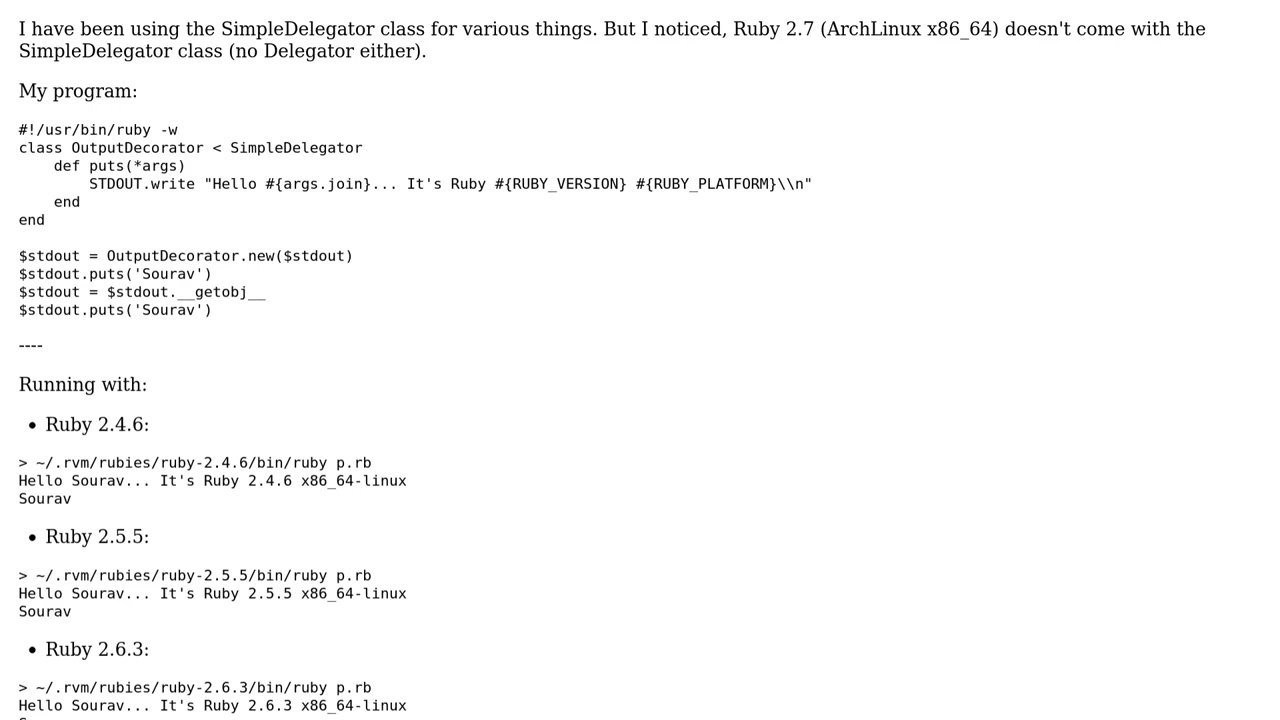 I have been using the SimpleDelegator class for various things. But I noticed, Ruby 2.7 (ArchLinux x86_64) doesn't come with the
SimpleDelegator class (no Delegator either).
My program:
#!/usr/bin/ruby -w
class OutputDecorator < SimpleDelegator
    def puts(*args)
        STDOUT.write "Hello #{args.join}... It's Ruby #{RUBY_VERSION} #{RUBY_PLATFORM}\\n"
    end
end
$stdout = OutputDecorator.new($stdout)
$stdout.puts('Sourav')
$stdout = $stdout.__getobj__
$stdout.puts('Sourav')
----
Running with:
• Ruby 2.4.6:
> ~/.rvm/rubies/ruby-2.4.6/bin/ruby p.rb
Hello Sourav... It's Ruby 2.4.6 x86_64-linux
Sourav
• Ruby 2.5.5:
> ~/.rvm/rubies/ruby-2.5.5/bin/ruby p.rb
Hello Sourav... It's Ruby 2.5.5 x86_64-linux
Sourav
• Ruby 2.6.3:
> ~/.rvm/rubies/ruby-2.6.3/bin/ruby p.rb
Hello Sourav... It's Ruby 2.6.3 x86_64-linux